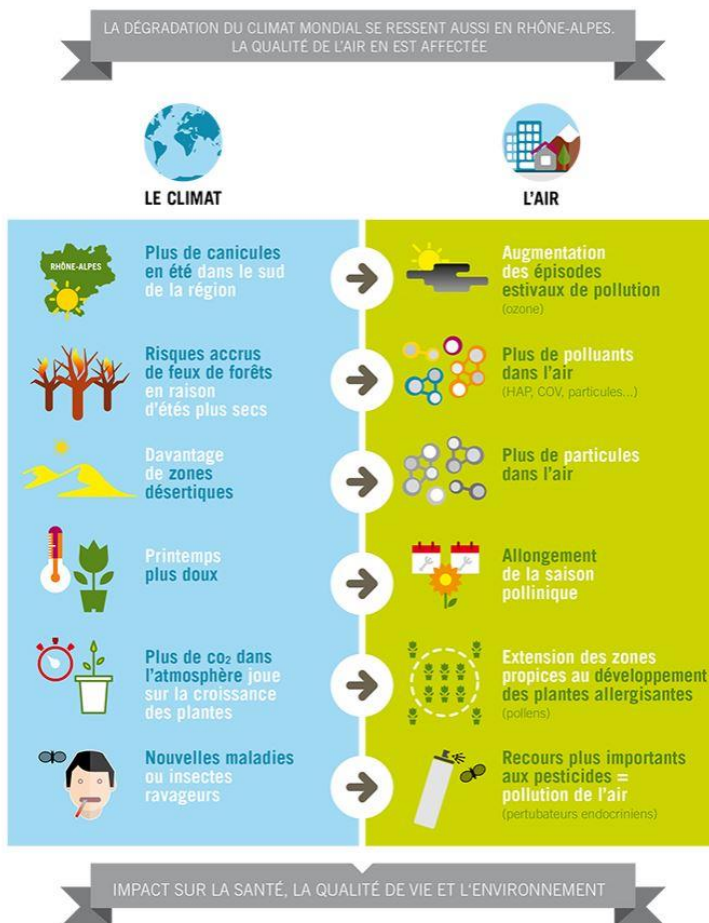 LA DÉGRADATION DU CLIMAT MONDIAL SE RESSENT AUSSI EN RHÔNE-ALPES.
LA QUALITÉ DE L'AIR EN EST AFFECTÉE
LE CLIMAT
L'AIR
RHÔNE-ALPES
Plus de canicules
en été dans le sud
de la région
Augmentation
des épisodes
estivaux de pollution
(ozone)
Risques accrus
de feux de forêts
en raison
d'étés plus secs
Plus de polluants
dans l'air
(HAP, COV, particules...)
Davantage
de zones
désertiques
Plus de particules
dans l'air
Printemps
plus doux
Allongement
de la saison
pollinique
Plus de co₂ dans
l'atmosphère joue
sur la croissance
des plantes
Extension des zones
propices au développement
des plantes allergisantes
(pollens)
Nouvelles maladies
ou insectes
ravageurs
Recours plus importants
aux pesticides =
pollution de l'air
(pertubateurs endocriniens)
IMPACT SUR LA SANTÉ, LA QUALITÉ DE VIE ET L'ENVIRONNEMENT